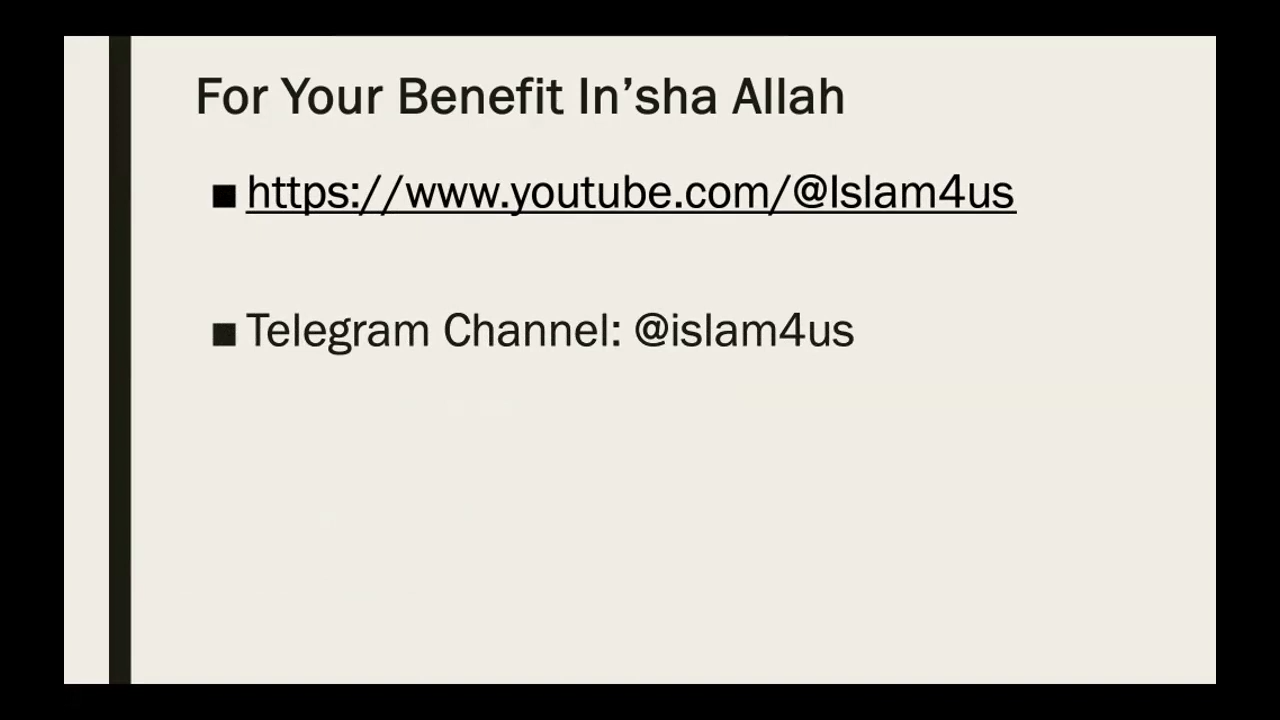 For Your Benefit In’sha Allah
■ https://www.youtube.com/@Islam4us
■ Telegram Channel: @islam4us